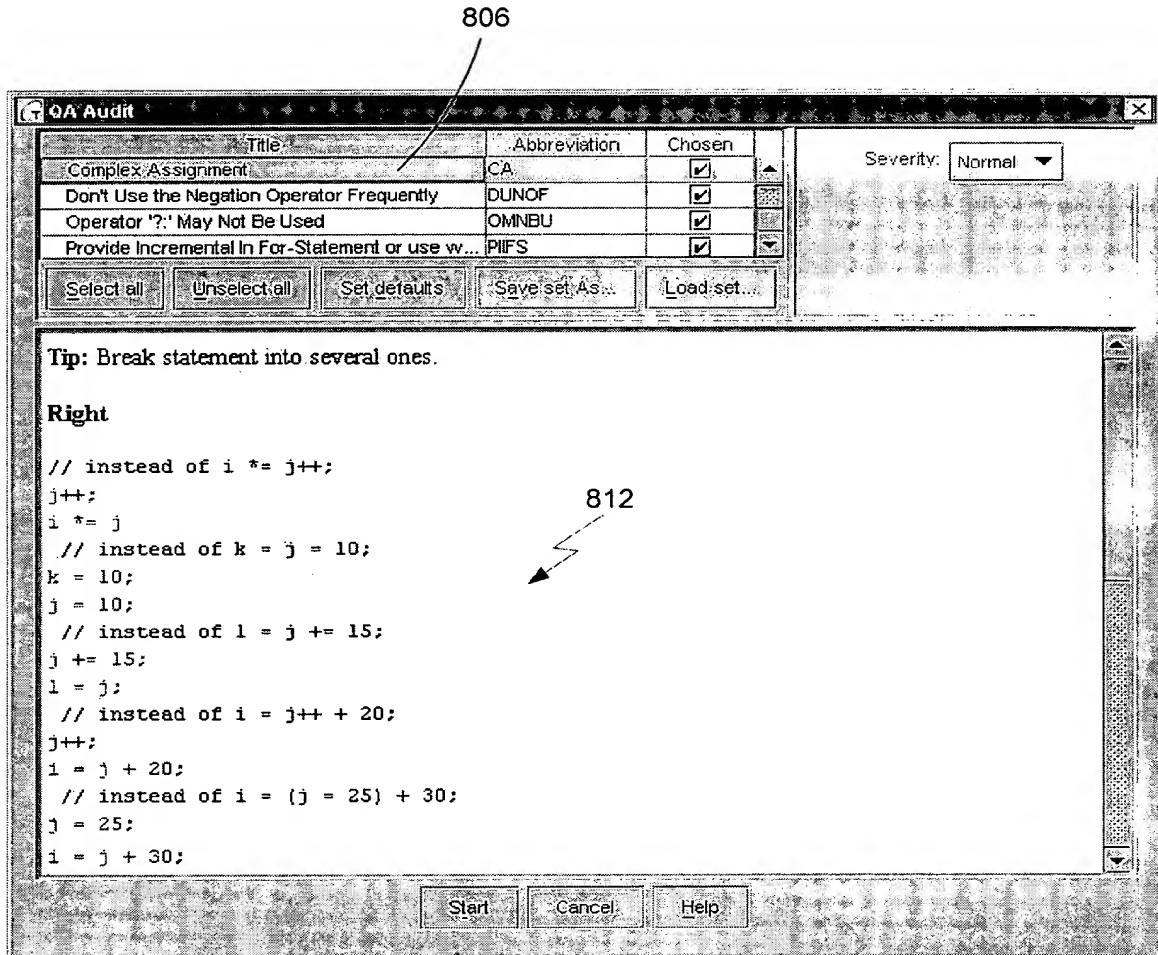 806
QA Audit
Title Abbreviation Chosen
Complex Assignment CA
Don't Use the Negation Operator Frequently DUNOF
Operator '?:' May Not Be Used OMNBU
Provide Incremental In For-Statement or use w... PIIFS
Severity: Normal
Select all Unselect all Set defaults Save set As... Load set...
Tip: Break statement into several ones.
Right
// instead of i *= j++;
j++;
i *= j
// instead of k = j = 10;
k = 10;
j = 10;
// instead of l = j += 15;
j += 15;
l = j;
// instead of i = j++ + 20;
j++;
i = j + 20;
// instead of i = (j = 25) + 30;
j = 25;
i = j + 30;
812
Start Cancel Help